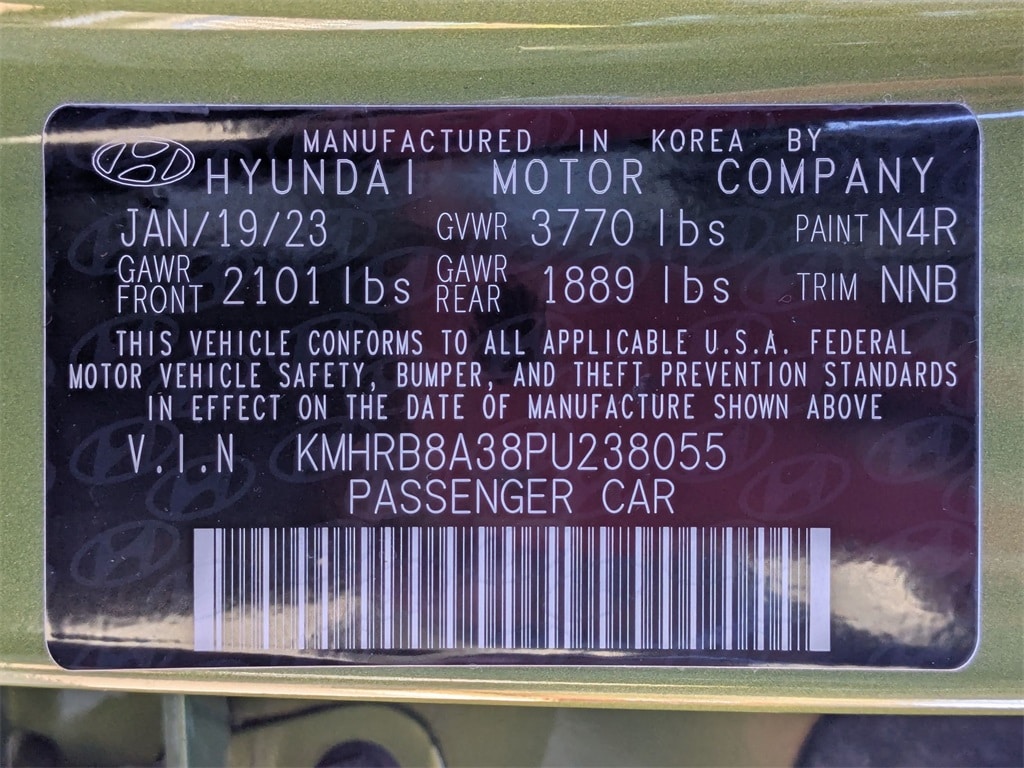 MANUFACTURED IN KOREA BY
HYUNDAI MOTOR COMPANY
JAN/19/23 GVWR 3770 lbs PAINT N4R
GAWR FRONT 2101 lbs GAWR REAR 1889 lbs TRIM NNB
THIS VEHICLE CONFORMS TO ALL APPLICABLE U.S.A. FEDERAL
MOTOR VEHICLE SAFETY, BUMPER, AND THEFT PREVENTION STANDARDS
IN EFFECT ON THE DATE OF MANUFACTURE SHOWN ABOVE
V.I.N KMHRB8A38PU238055
PASSENGER CAR